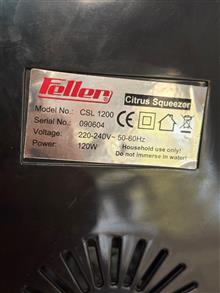 Feller® Citrus Squeezer
Model No.: CSL 1200
Serial No.: 090604
Voltage: 220-240V~ 50-60Hz
Power: 120W
Household use only!
Do not immerse in water!